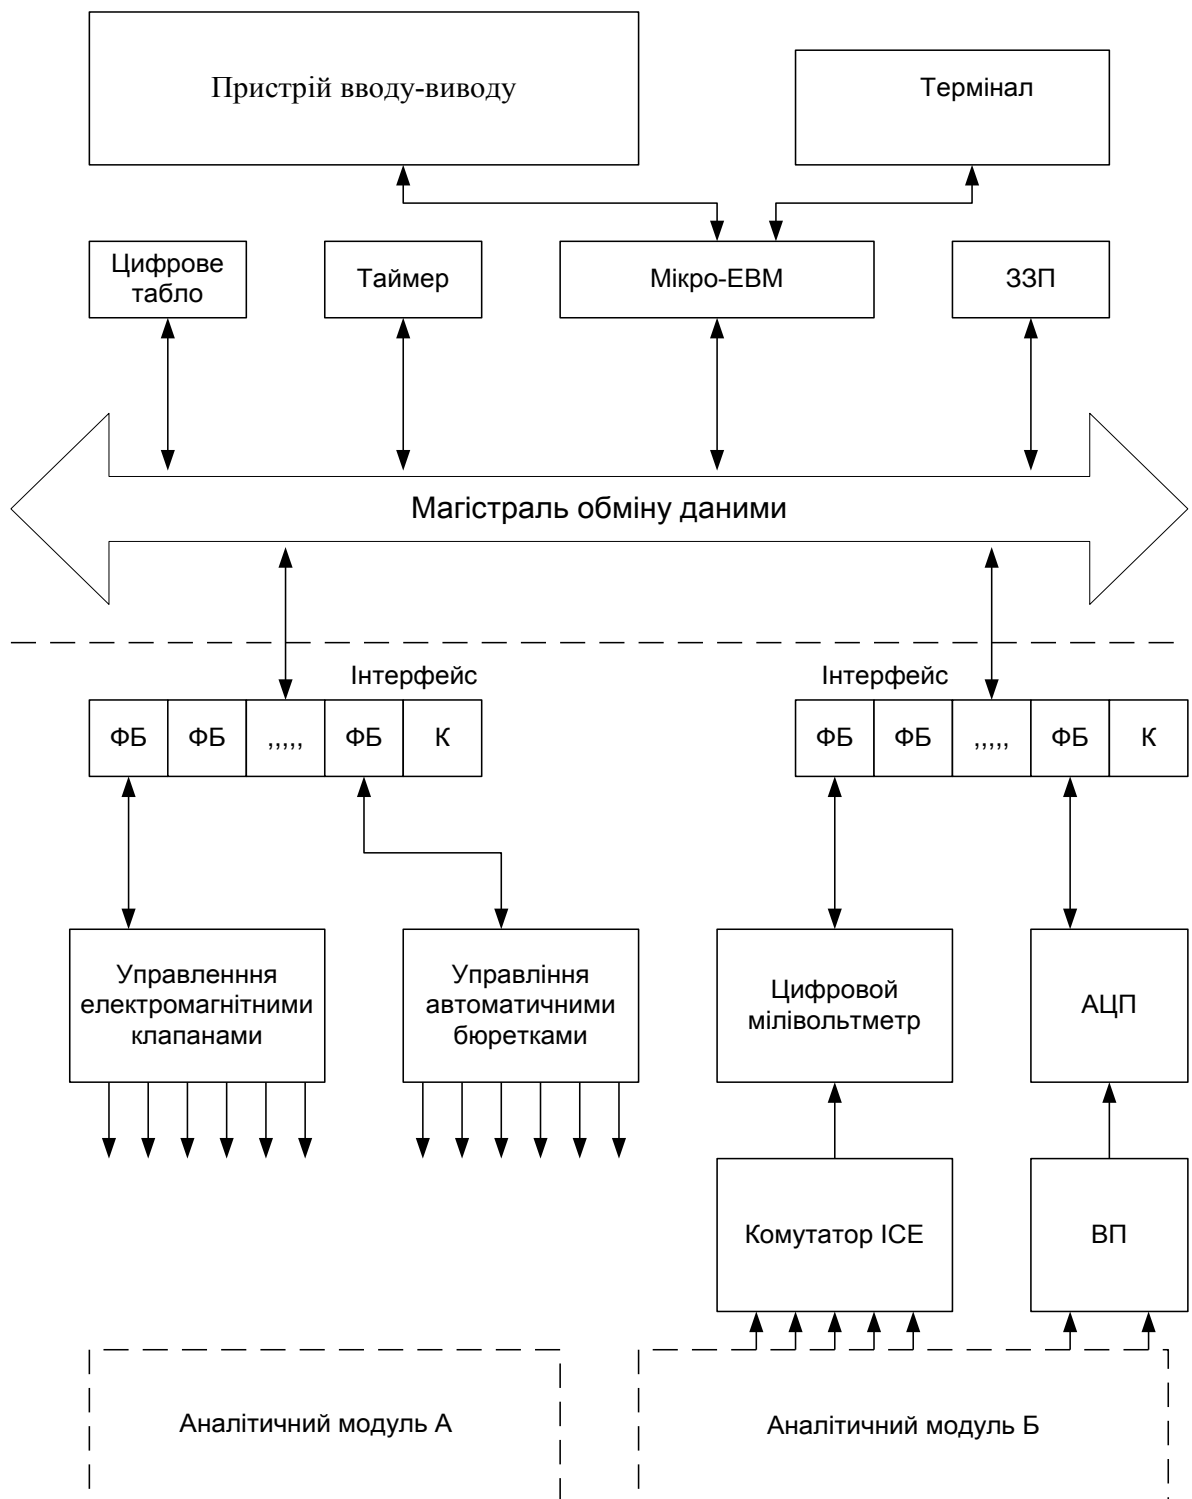 Пристрій вводу-виводу
Термінал
Цифрове
табло
Таймер
Мікро-ЕВМ
ЗЗП
Магістраль обміну даними
Інтерфейс
Інтерфейс
ФБ ФБ ,,,,, ФБ К
ФБ ФБ ,,,,, ФБ К
Управленння
електромагнітними
клапанами
Управління
автоматичними
бюретками
Цифровой
мілівольтметр
АЦП
Комутатор ІСЕ
ВП
Аналітичний модуль А
Аналітичний модуль Б